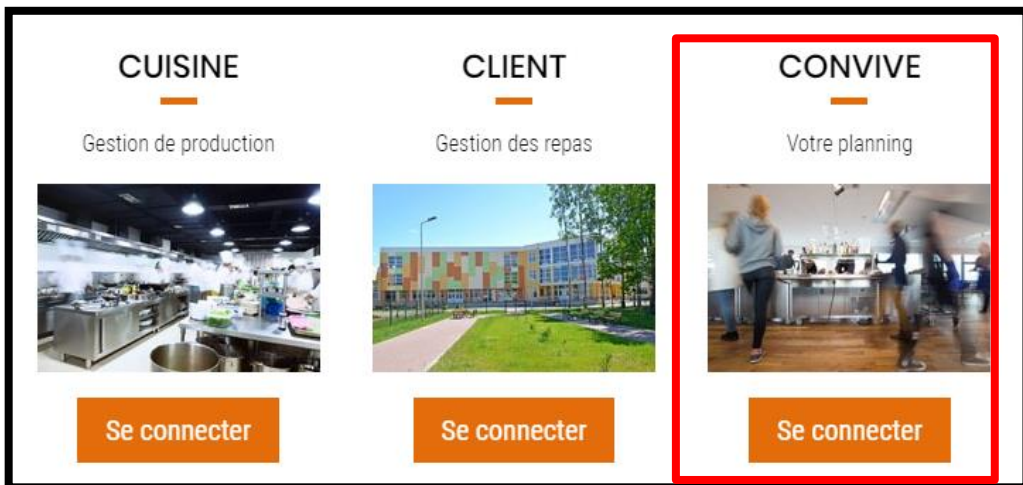 CUISINE
Gestion de production
Se connecter
CLIENT
Gestion des repas
Se connecter
CONVIVE
Votre planning
Se connecter